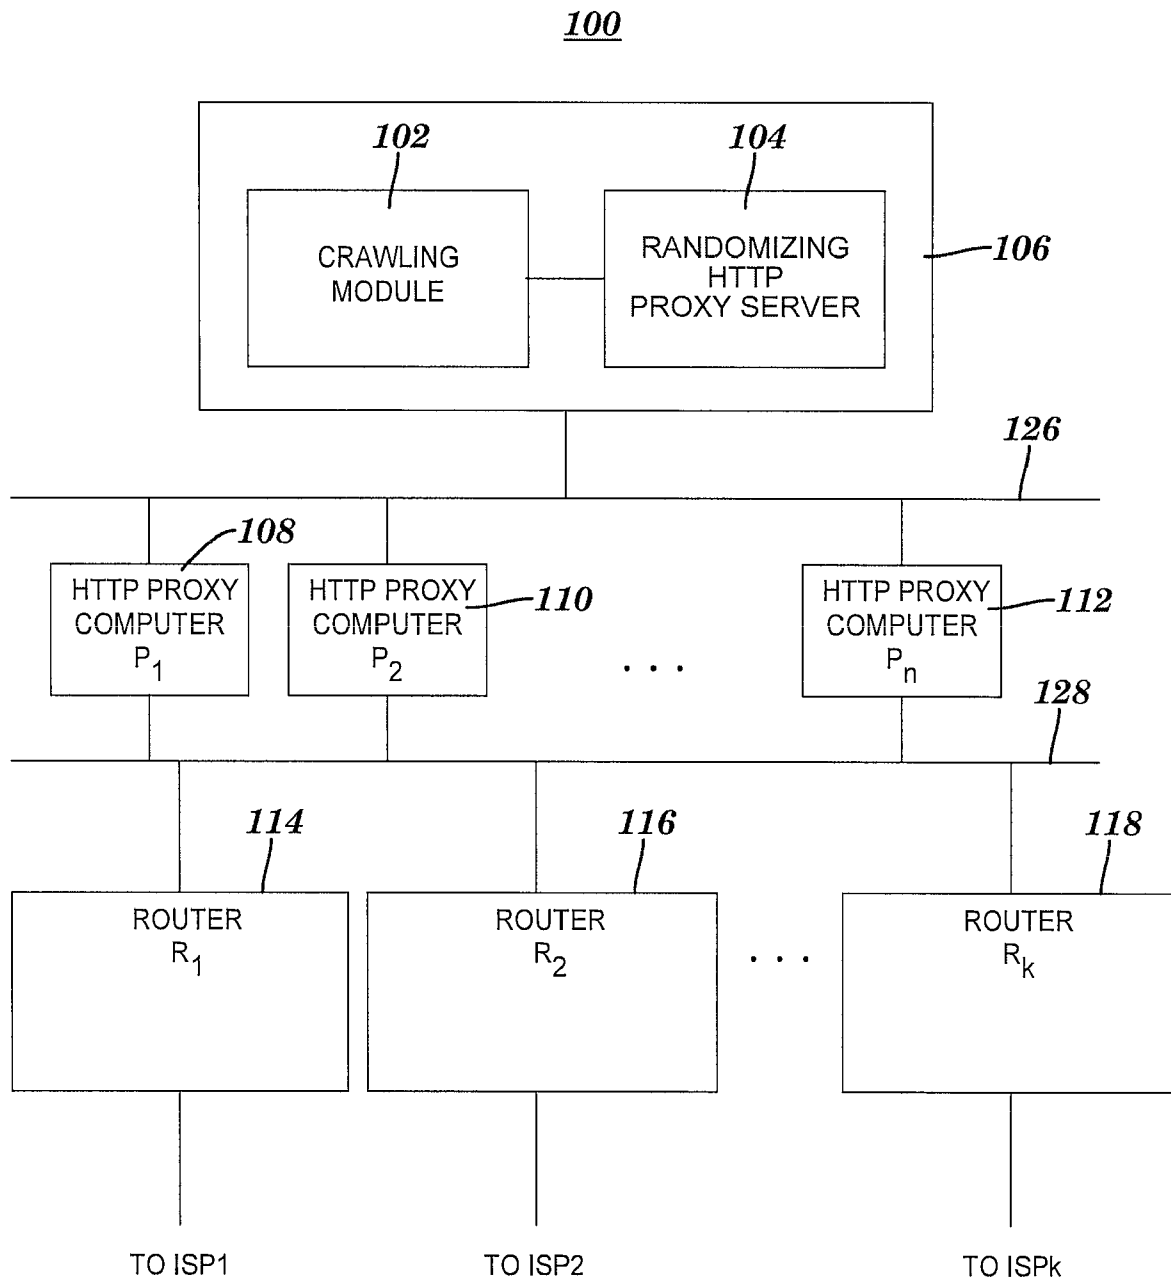 100
102
104
CRAWLING
MODULE
RANDOMIZING
HTTP
PROXY SERVER
106
126
108
HTTP PROXY
COMPUTER
P1
HTTP PROXY
COMPUTER
P2
110
. . .
HTTP PROXY
COMPUTER
Pn
112
128
114
116
118
ROUTER
R1
ROUTER
R2
. . .
ROUTER
Rk
TO ISP1
TO ISP2
TO ISPk